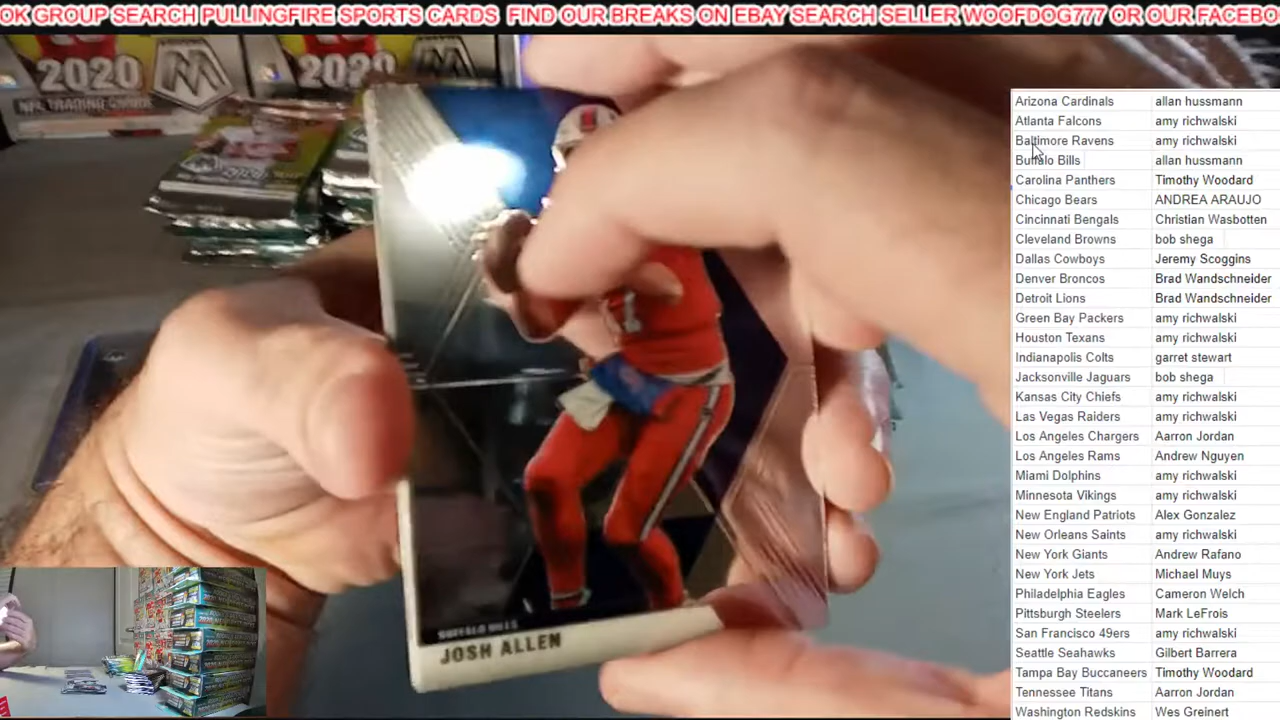 OK GROUP SEARCH PULLINGFIRE SPORTS CARDS FIND OUR BREAKS ON EBAY SEARCH SELLER WOOFDOG777 OR OUR FACEBO
2020
2020
NFL TRADING CARDS
1
BUFFALO BILLS
JOSH ALLEN
Arizona Cardinals allan hussmann
Atlanta Falcons amy richwalski
Baltimore Ravens amy richwalski
Buffalo Bills allan hussmann
Carolina Panthers Timothy Woodard
Chicago Bears ANDREA ARAUJO
Cincinnati Bengals Christian Wasbotten
Cleveland Browns bob shega
Dallas Cowboys Jeremy Scoggins
Denver Broncos Brad Wandschneider
Detroit Lions Brad Wandschneider
Green Bay Packers amy richwalski
Houston Texans amy richwalski
Indianapolis Colts garret stewart
Jacksonville Jaguars bob shega
Kansas City Chiefs amy richwalski
Las Vegas Raiders amy richwalski
Los Angeles Chargers Aarron Jordan
Los Angeles Rams Andrew Nguyen
Miami Dolphins amy richwalski
Minnesota Vikings amy richwalski
New England Patriots Alex Gonzalez
New Orleans Saints amy richwalski
New York Giants Andrew Rafano
New York Jets Michael Muys
Philadelphia Eagles Cameron Welch
Pittsburgh Steelers Mark LeFrois
San Francisco 49ers amy richwalski
Seattle Seahawks Gilbert Barrera
Tampa Bay Buccaneers Timothy Woodard
Tennessee Titans Aarron Jordan
Washington Redskins Wes Greinert